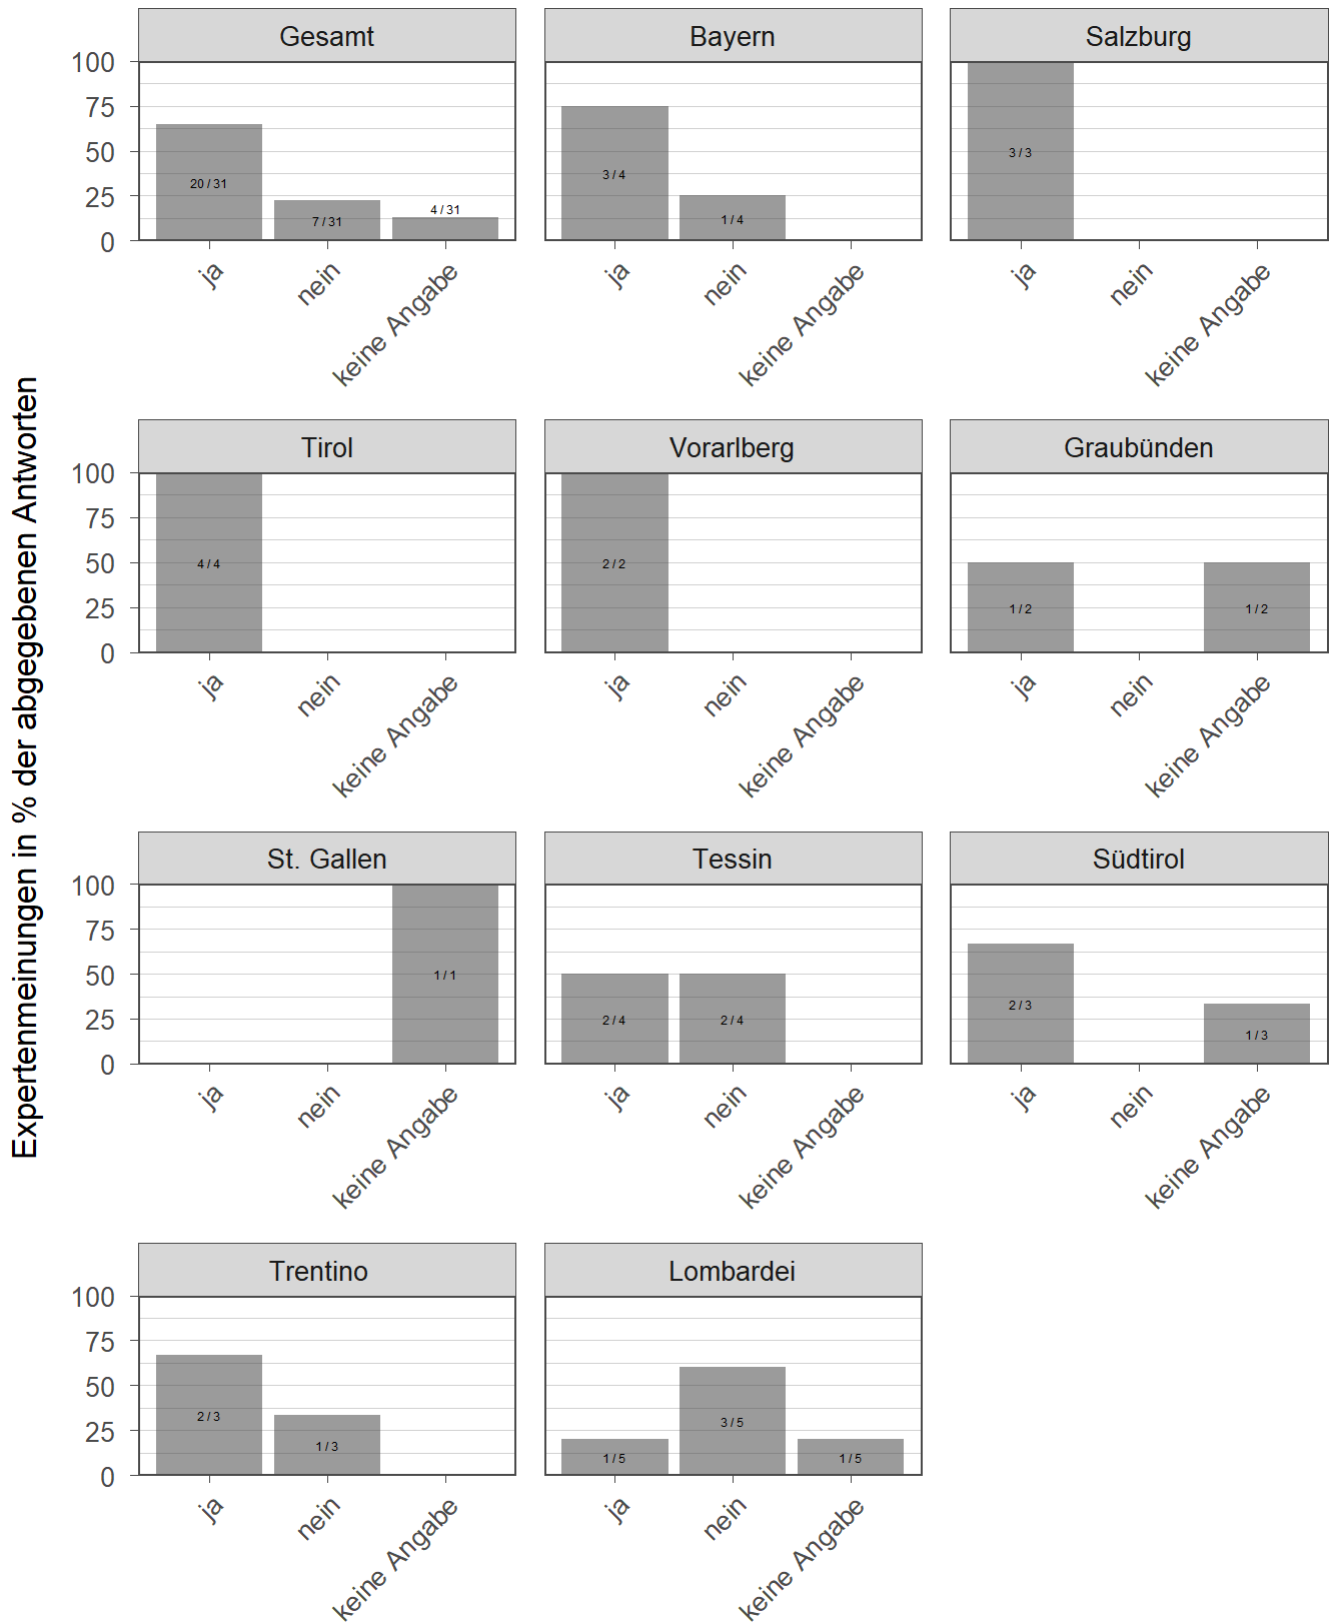 Expertenmeinungen in % der abgegebenen Antworten
Gesamt
100
75
50
25
0
20 / 31
7 / 31
4 / 31
ja
nein
keine Angabe
Bayern
3 / 4
1 / 4
ja
nein
keine Angabe
Salzburg
3 / 3
ja
nein
keine Angabe
Tirol
100
75
50
25
0
4 / 4
ja
nein
keine Angabe
Vorarlberg
2 / 2
ja
nein
keine Angabe
Graubünden
1 / 2
1 / 2
ja
nein
keine Angabe
St. Gallen
100
75
50
25
0
1 / 1
ja
nein
keine Angabe
Tessin
2 / 4
2 / 4
ja
nein
keine Angabe
Südtirol
2 / 3
1 / 3
ja
nein
keine Angabe
Trentino
100
75
50
25
0
2 / 3
1 / 3
ja
nein
keine Angabe
Lombardei
1 / 5
3 / 5
1 / 5
ja
nein
keine Angabe